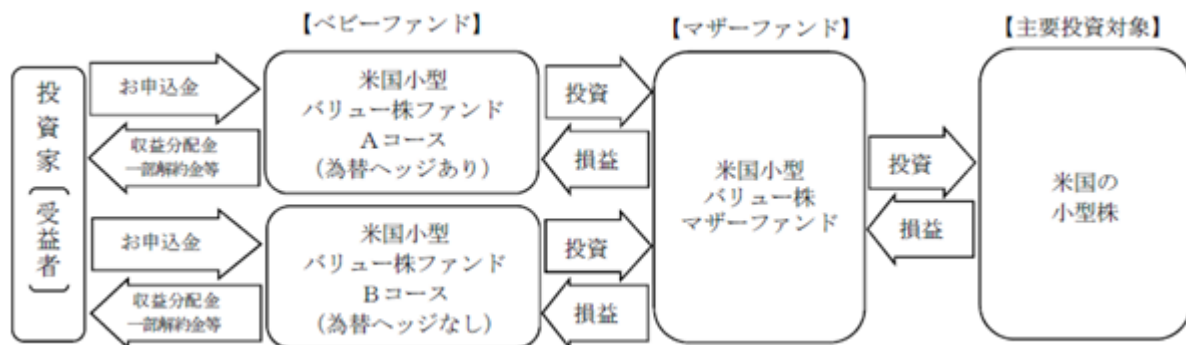 【ベビーファンド】
【マザーファンド】
【主要投資対象】
投資家（受益者）
お申込金
収益分配金
一部解約金等
米国小型
バリュー株ファンド
Aコース
（為替ヘッジあり）
投資
損益
お申込金
収益分配金
一部解約金等
米国小型
バリュー株ファンド
Bコース
（為替ヘッジなし）
投資
損益
米国小型
バリュー株
マザーファンド
投資
損益
米国の
小型株